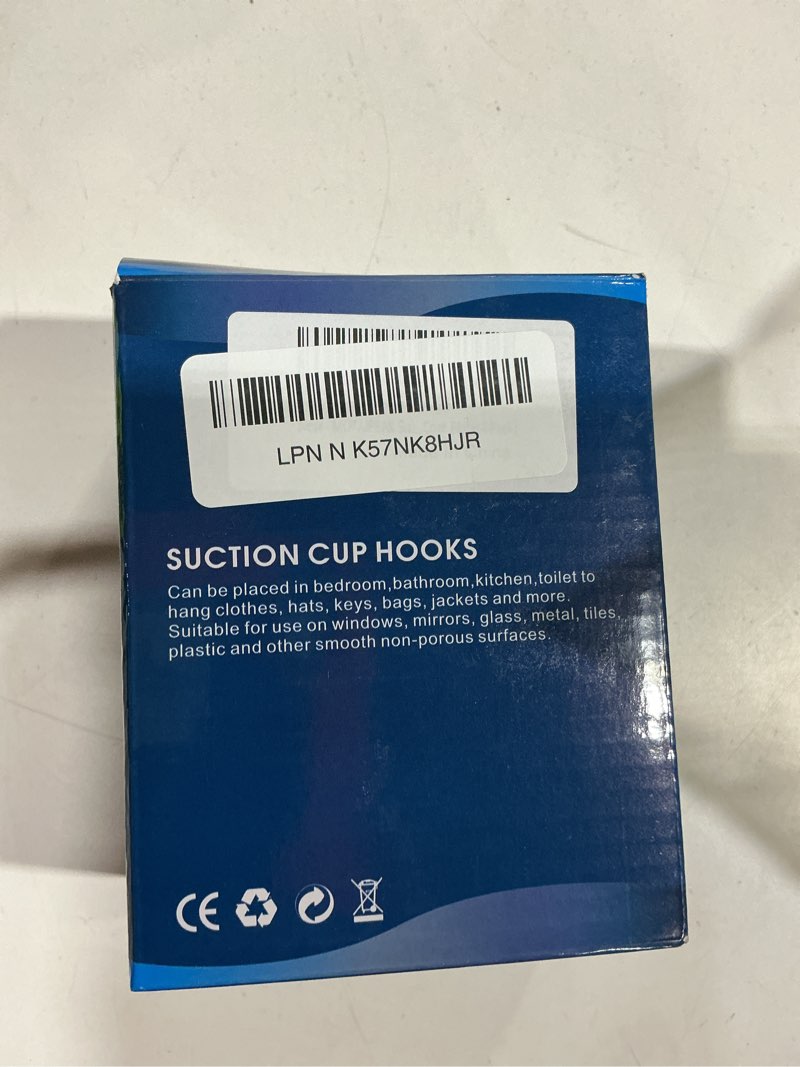 LPN N K57NK8HJR
SUCTION CUP HOOKS
Can be placed in bedroom,bathroom,kitchen,toilet to
hang clothes, hats, keys, bags, jackets and more.
Suitable for use on windows, mirrors, glass, metal, tiles,
plastic and other smooth non-porous surfaces.
CE